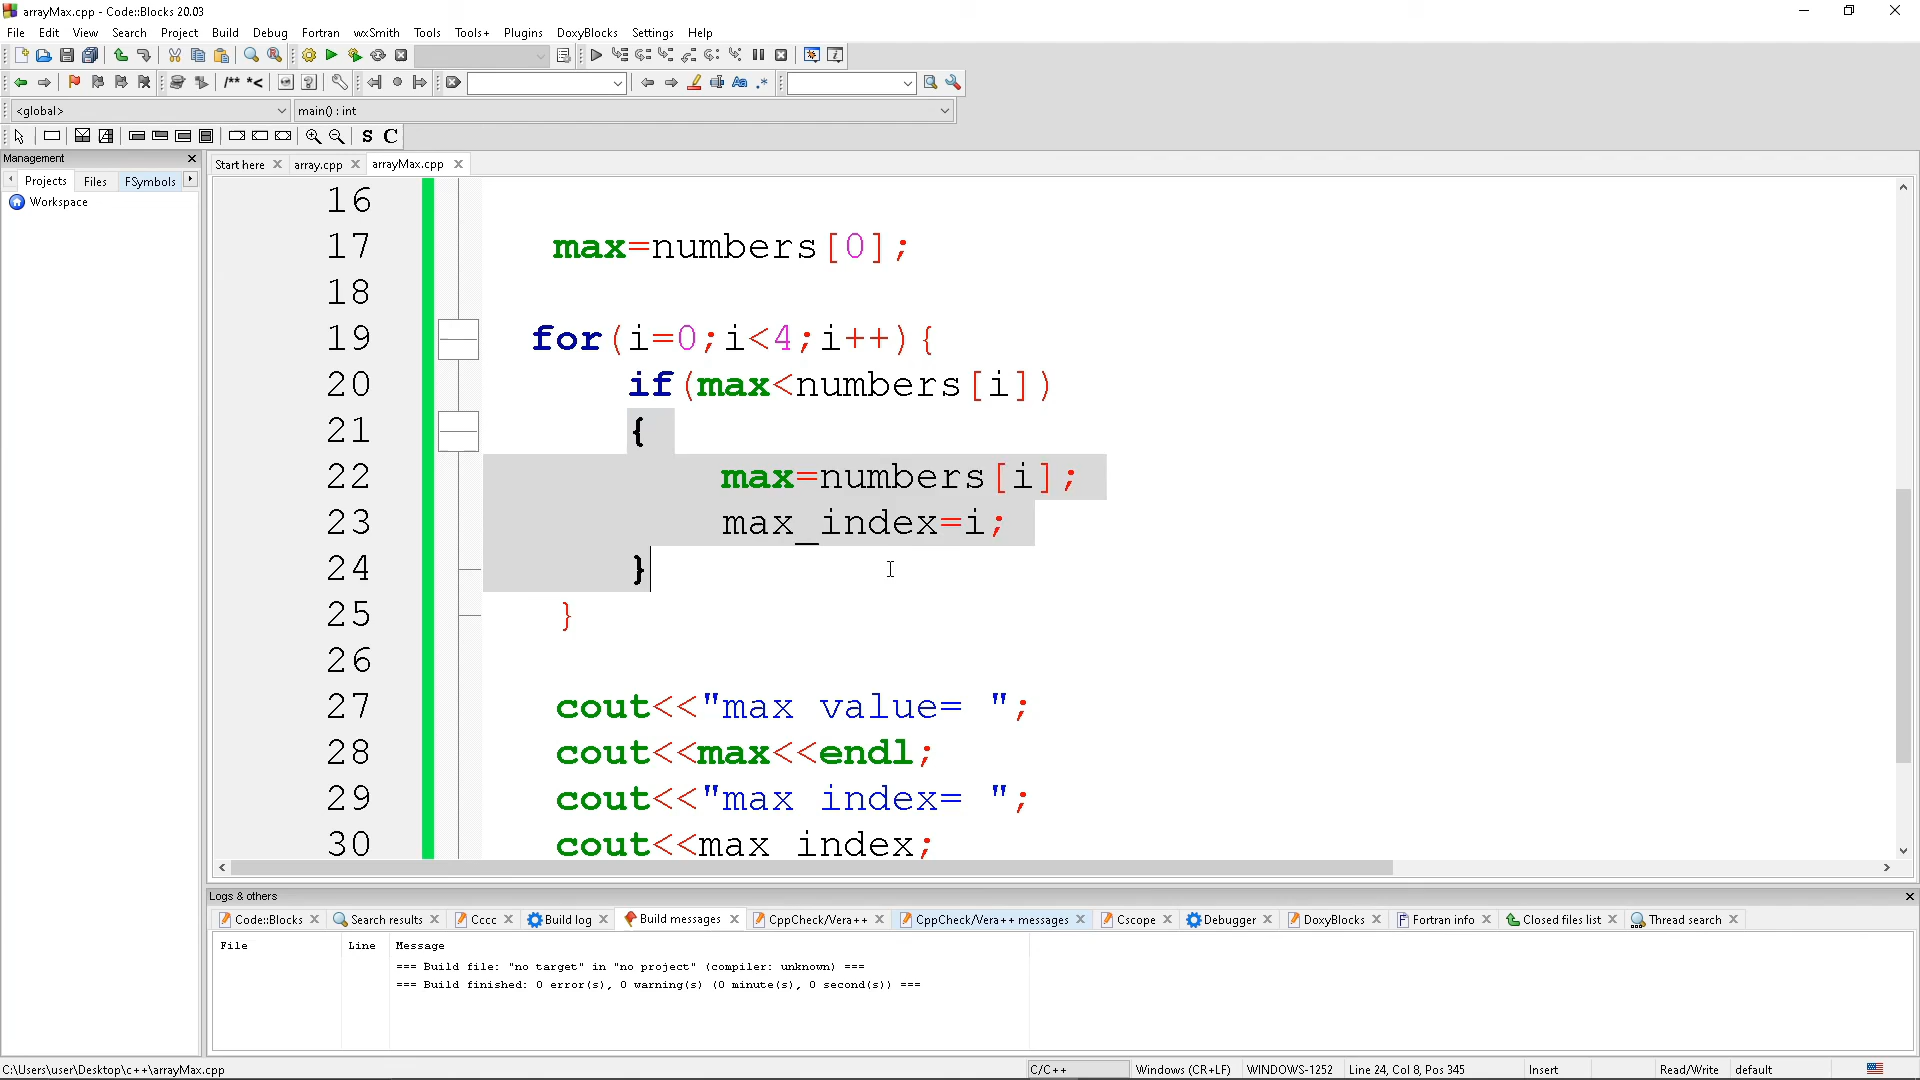 arrayMax.cpp - Code::Blocks 20.03
File Edit View Search Project Build Debug Fortran wxSmith Tools Tools+ Plugins DoxyBlocks Settings Help
/** *<
Aa .*
<global> main() : int
S C
Management
Projects Files FSymbols
Workspace
Start here array.cpp arrayMax.cpp
16
17 max=numbers[0];
18
19 for(i=0;i<4;i++){
20 if(max<numbers[i])
21 {
22 max=numbers[i];
23 max_index=i;
24 }
25 }
26
27 cout<<"max value= ";
28 cout<<max<<endl;
29 cout<<"max index= ";
30 cout<<max index;
Logs & others
Code::Blocks Search results Cccc Build log Build messages CppCheck/Vera++ CppCheck/Vera++ messages Cscope Debugger DoxyBlocks Fortran info Closed files list Thread search
File Line Message
=== Build file: "no target" in "no project" (compiler: unknown) ===
=== Build finished: 0 error(s), 0 warning(s) (0 minute(s), 0 second(s)) ===
C:\Users\user\Desktop\c++\arrayMax.cpp C/C++ Windows (CR+LF) WINDOWS-1252 Line 24, Col 8, Pos 345 Insert Read/Write default